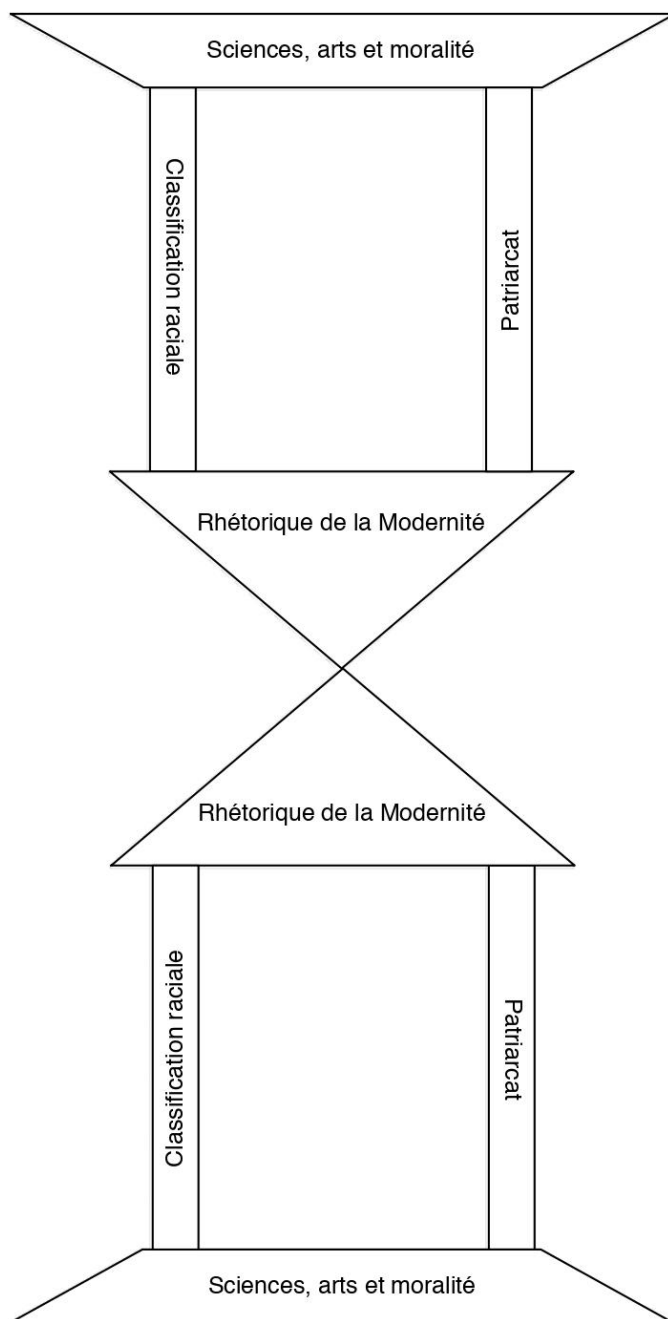 Sciences, arts et moralité
Classification raciale
Patriarcat
Rhétorique de la Modernité
Rhétorique de la Modernité
Classification raciale
Patriarcat
Sciences, arts et moralité